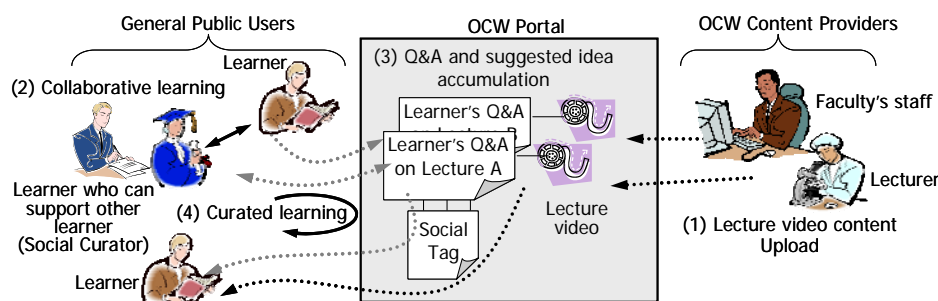 General Public Users
OCW Portal
OCW Content Providers
Learner
(2) Collaborative learning
(3) Q&A and suggested idea
accumulation
Learner's Q&A
Learner's Q&A
on Lecture A
Faculty's staff
Lecturer
Learner who can
support other
learner
(Social Curator)
(4) Curated learning
Social
Tag
Lecture
video
(1) Lecture video content
Upload
Learner